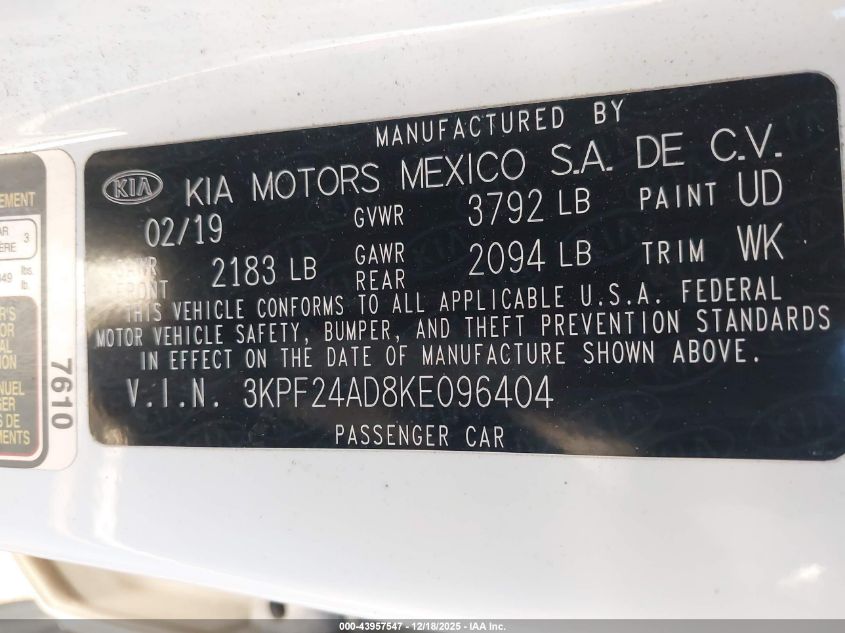 MANUFACTURED BY
KIA KIA MOTORS MEXICO S.A. DE C.V.
02/19 GVWR 3792 LB PAINT UD
GAWR FRONT 2183 LB GAWR REAR 2094 LB TRIM WK
THIS VEHICLE CONFORMS TO ALL APPLICABLE U.S.A. FEDERAL
MOTOR VEHICLE SAFETY, BUMPER, AND THEFT PREVENTION STANDARDS
IN EFFECT ON THE DATE OF MANUFACTURE SHOWN ABOVE.
V.I.N. 3KPF24AD8KE096404
PASSENGER CAR
7610
000-43957547 - 12/18/2025 - IAA Inc.